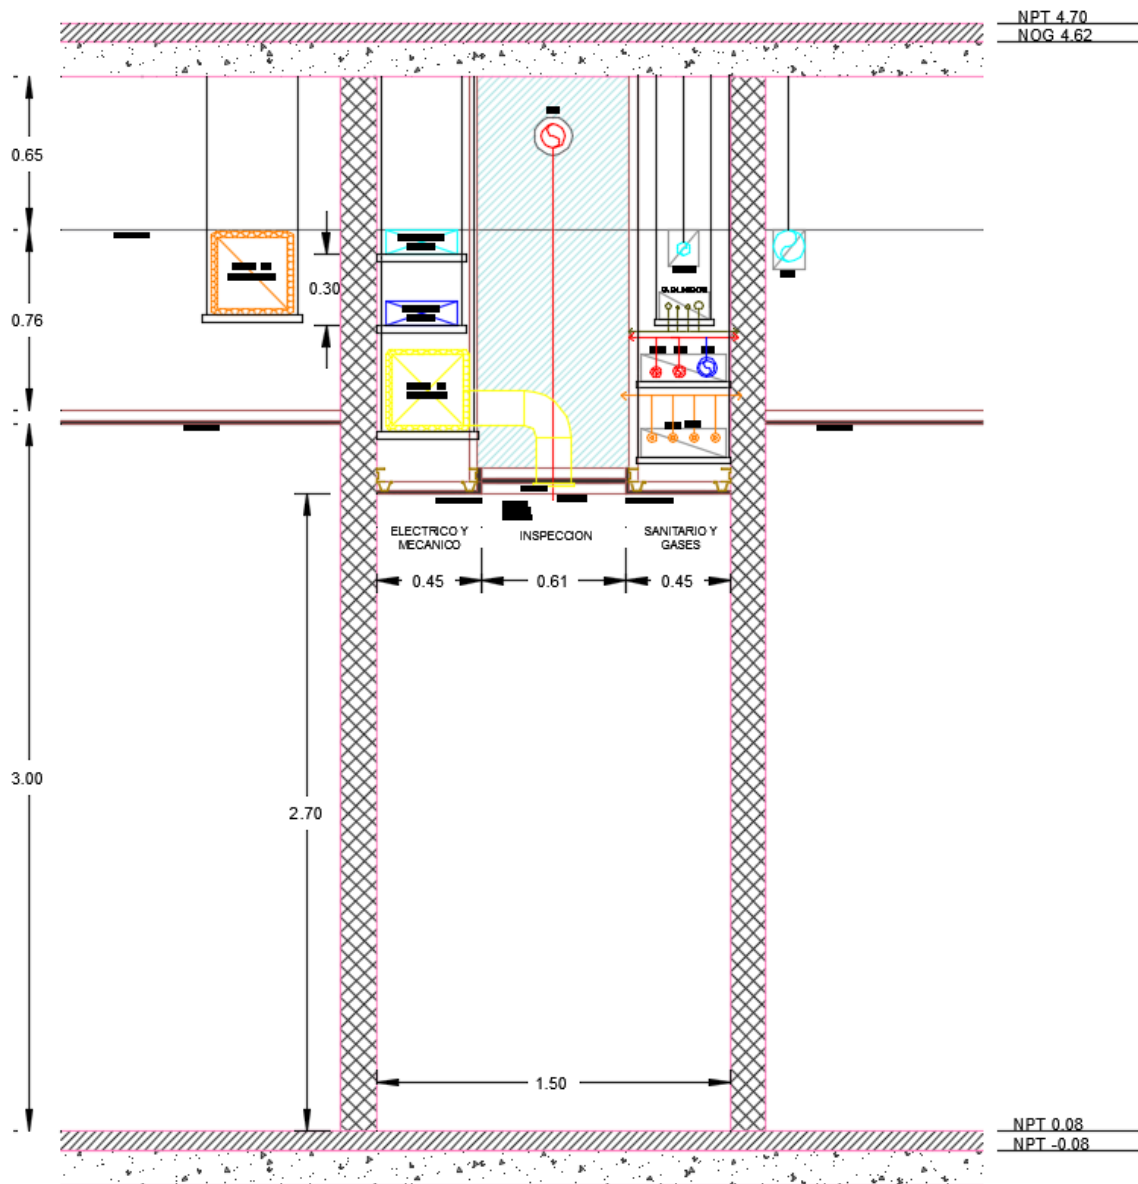 NPT 4.70
NOG 4.62
0.65
0.30
0.76
ELECTRICO Y
MECANICO
INSPECCION
SANITARIO Y
GASES
0.45
0.61
0.45
3.00
2.70
1.50
NPT 0.08
NPT -0.08